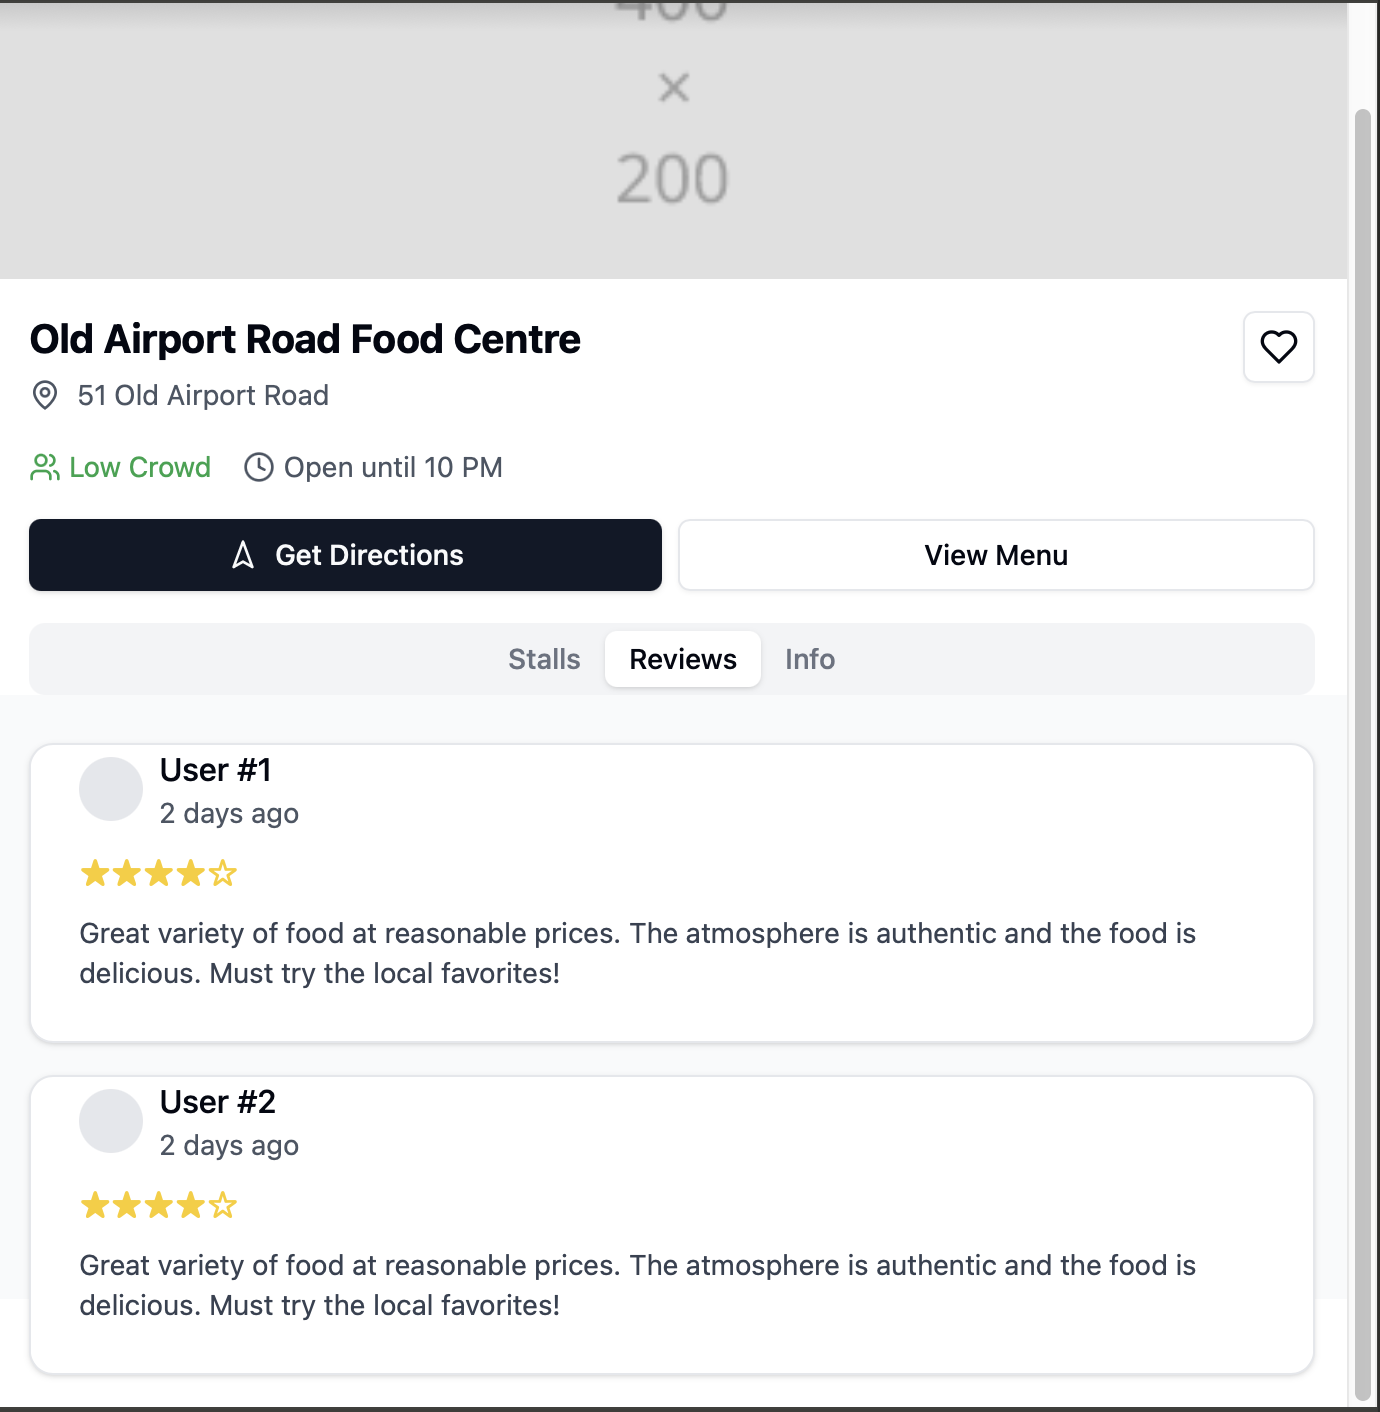 400
×
200
Old Airport Road Food Centre
51 Old Airport Road
Low Crowd
Open until 10 PM
Get Directions
View Menu
Stalls
Reviews
Info
User #1
2 days ago
Great variety of food at reasonable prices. The atmosphere is authentic and the food is
delicious. Must try the local favorites!
User #2
2 days ago
Great variety of food at reasonable prices. The atmosphere is authentic and the food is
delicious. Must try the local favorites!